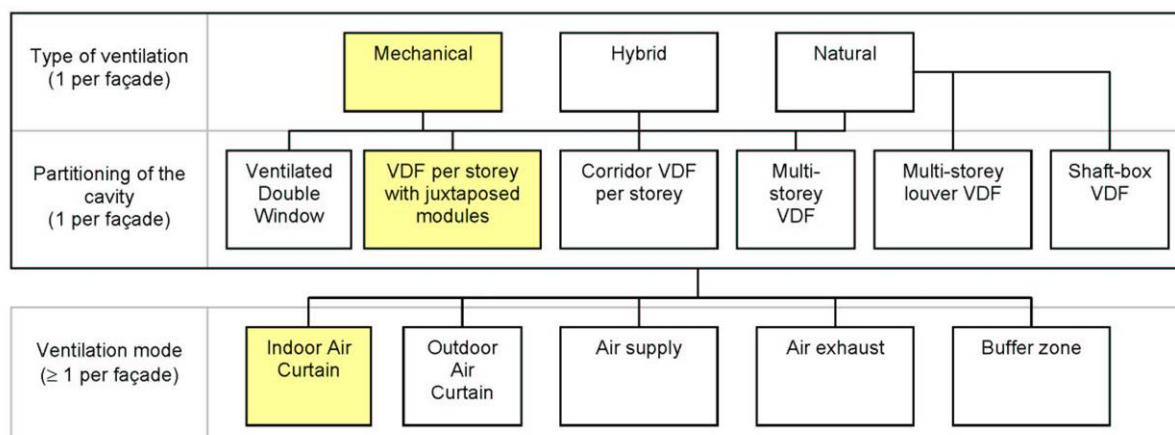 Type of ventilation
(1 per façade)
Mechanical
Hybrid
Natural
Partitioning of the
cavity
(1 per façade)
Ventilated
Double
Window
VDF per storey
with juxtaposed
modules
Corridor VDF
per storey
Multi-
storey
VDF
Multi-storey
louver VDF
Shaft-box
VDF
Ventilation mode
(≥ 1 per façade)
Indoor Air
Curtain
Outdoor
Air
Curtain
Air supply
Air exhaust
Buffer zone